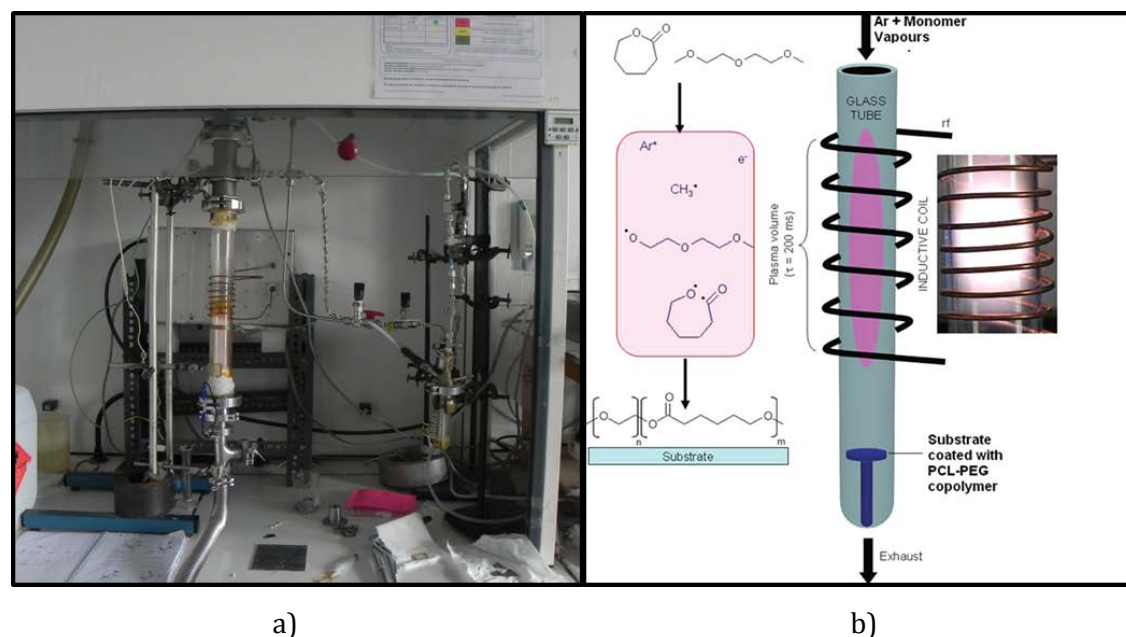 Ar + Monomer
Vapours
O
O
O
O
O
GLASS
TUBE
rf
Ar⁺
e⁻
CH₃•
•O
O
O
O•
•O
Plasma volume
(τ = 200 ms)
INDUCTIVE COIL
O
O
O
O
n
m
Substrate
Substrate
coated with
PCL-PEG
copolymer
Exhaust
a)
b)